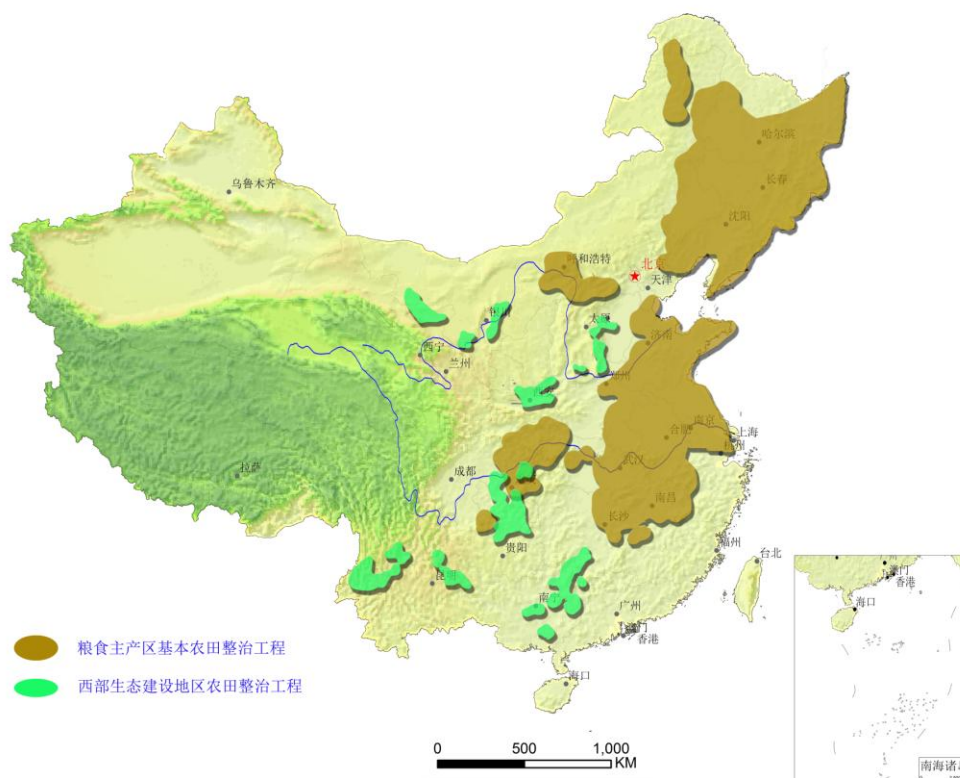 哈尔滨
长春
乌鲁木齐
沈阳
呼和浩特
北京
天津
太原
济南
西宁
兰州
郑州
南京
合肥
上海
杭州
成都
武汉
拉萨
南昌
长沙
贵阳
福州
台北
昆明
南宁
广州
澳门
香港
海口
澳门
香港
海口
粮食主产区基本农田整治工程
西部生态建设地区农田整治工程
0 500 1,000
KM